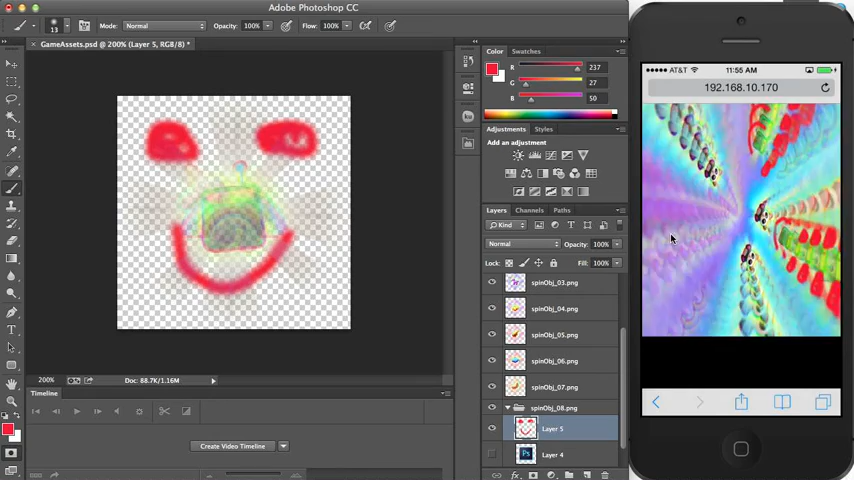 Adobe Photoshop CC
13
Mode: Normal
Opacity: 100%
Flow: 100%
× GameAssets.psd @ 200% (Layer 5, RGB/8) *
Color Swatches
R 237
G 27
B 50
Adjustments Styles
Add an adjustment
Layers Channels Paths
Kind
Normal Opacity: 100%
Lock: Fill: 100%
spinObj_03.png
spinObj_04.png
spinObj_05.png
spinObj_06.png
spinObj_07.png
spinObj_08.png
Layer 5
Ps Layer 4
fx
200% Doc: 88.7K/1.16M
Timeline
Create Video Timeline
AT&T 11:55 AM
192.168.10.170